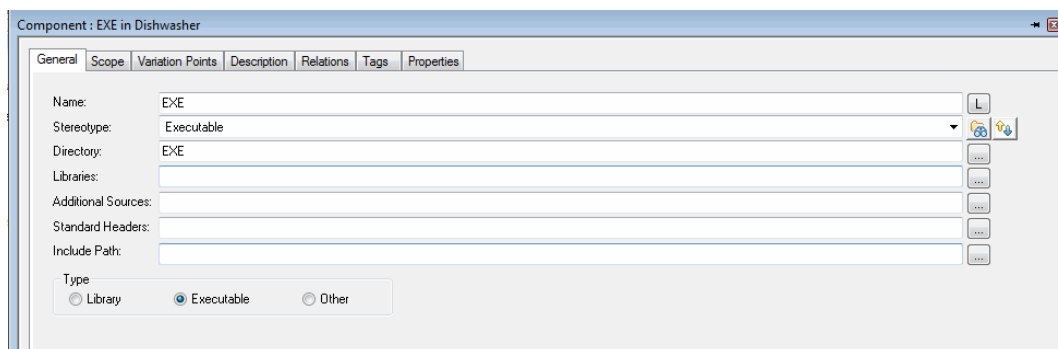 Component : EXE in Dishwasher
General Scope Variation Points Description Relations Tags Properties
Name: EXE L
Stereotype: Executable
Directory: EXE ...
Libraries: ...
Additional Sources: ...
Standard Headers: ...
Include Path: ...
Type
Library Executable Other